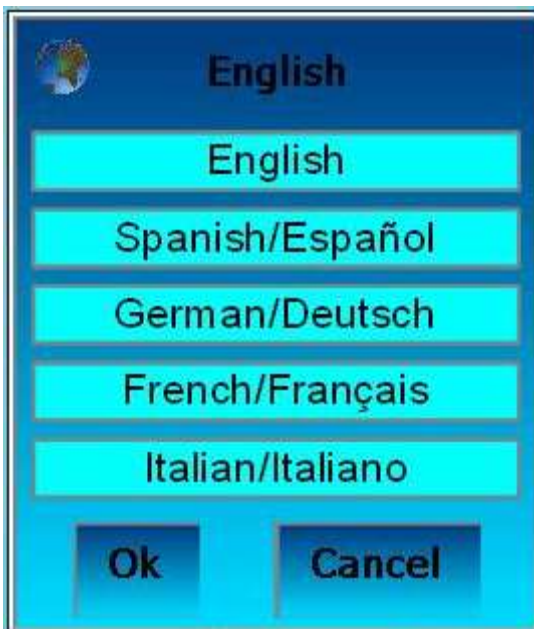 English
English
Spanish/Español
German/Deutsch
French/Français
Italian/Italiano
Ok Cancel